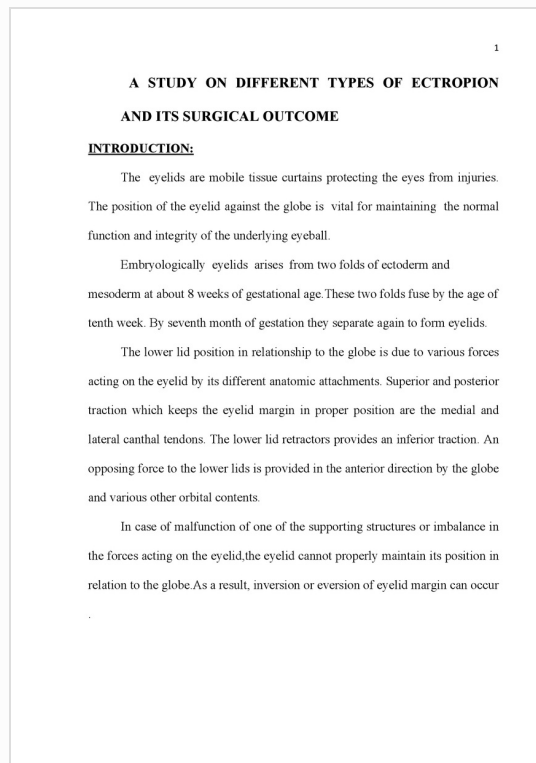 1
A STUDY ON DIFFERENT TYPES OF ECTROPION
AND ITS SURGICAL OUTCOME
INTRODUCTION:
The eyelids are mobile tissue curtains protecting the eyes from injuries.
The position of the eyelid against the globe is vital for maintaining the normal
function and integrity of the underlying eyeball.
Embryologically eyelids arises from two folds of ectoderm and
mesoderm at about 8 weeks of gestational age.These two folds fuse by the age of
tenth week. By seventh month of gestation they separate again to form eyelids.
The lower lid position in relationship to the globe is due to various forces
acting on the eyelid by its different anatomic attachments. Superior and posterior
traction which keeps the eyelid margin in proper position are the medial and
lateral canthal tendons. The lower lid retractors provides an inferior traction. An
opposing force to the lower lids is provided in the anterior direction by the globe
and various other orbital contents.
In case of malfunction of one of the supporting structures or imbalance in
the forces acting on the eyelid,the eyelid cannot properly maintain its position in
relation to the globe.As a result, inversion or eversion of eyelid margin can occur
.